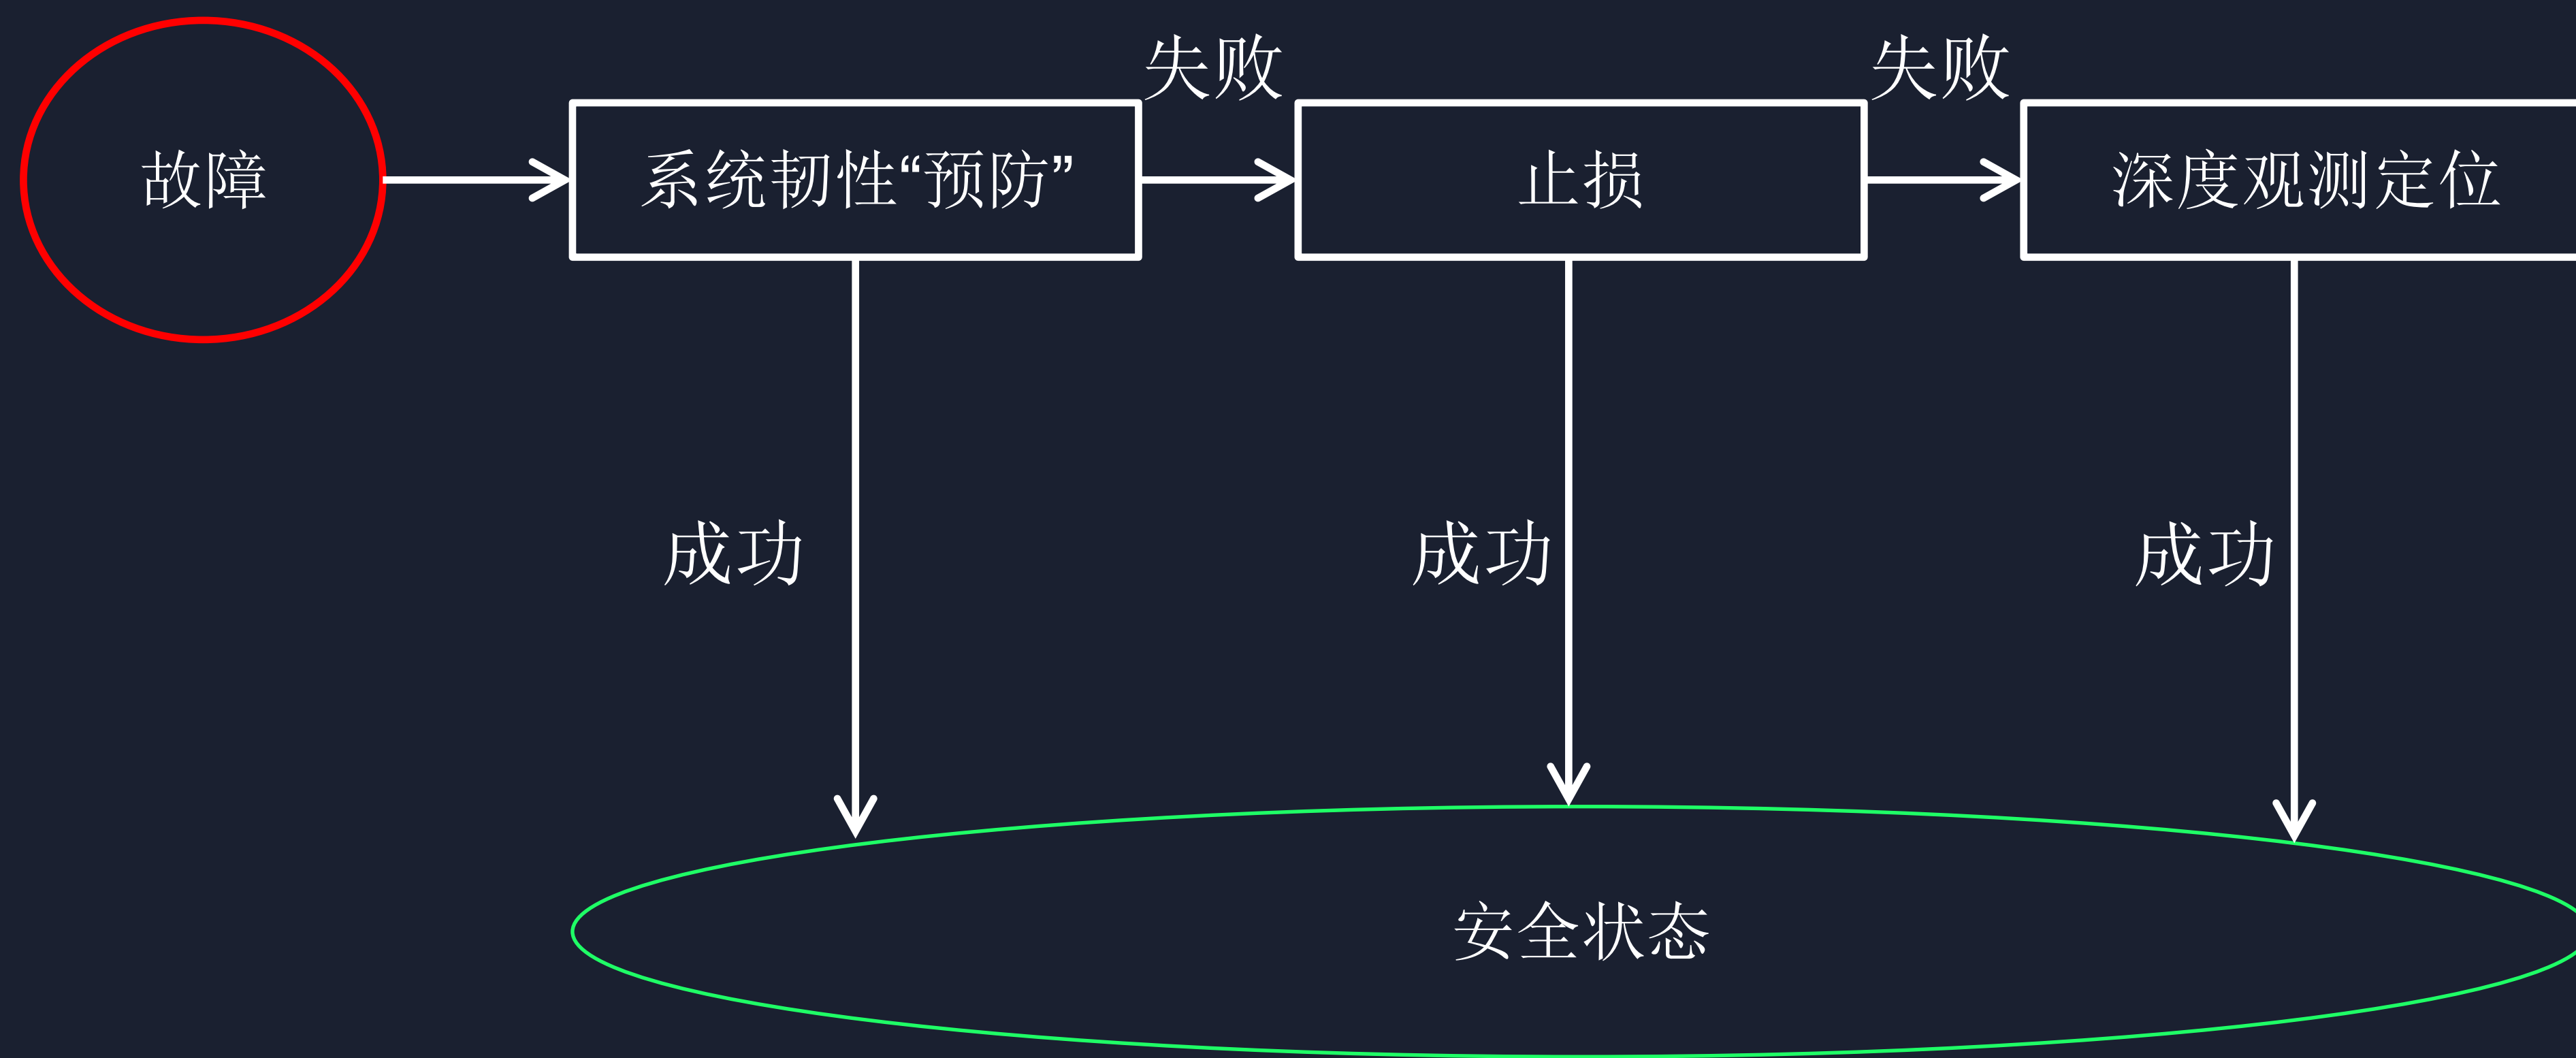 失败
失败
故障
系统韧性“预防”
止损
深度观测定位
成功
成功
成功
安全状态